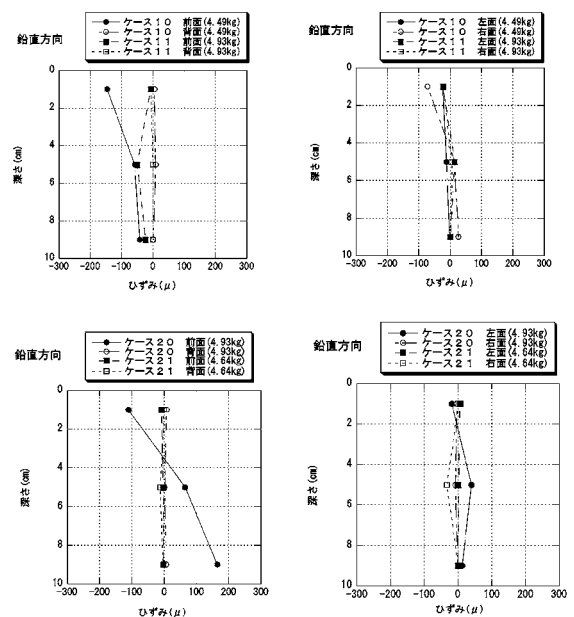 鉛直方向
ケース１０ 前面(4.49kg)
ケース１０ 背面(4.49kg)
ケース１１ 前面(4.93kg)
ケース１１ 背面(4.93kg)
0
2
4
6
8
10
深さ(cm)
-300 -200 -100 0 100 200 300
ひずみ(μ)
鉛直方向
ケース１０ 左面(4.49kg)
ケース１０ 右面(4.49kg)
ケース１１ 左面(4.93kg)
ケース１１ 右面(4.93kg)
0
2
4
6
8
10
深さ(cm)
-300 -200 -100 0 100 200 300
ひずみ(μ)
鉛直方向
ケース２０ 前面(4.93kg)
ケース２０ 背面(4.93kg)
ケース２１ 前面(4.64kg)
ケース２１ 背面(4.64kg)
0
2
4
6
8
10
深さ(cm)
-300 -200 -100 0 100 200 300
ひずみ(μ)
鉛直方向
ケース２０ 左面(4.93kg)
ケース２０ 右面(4.93kg)
ケース２１ 左面(4.64kg)
ケース２１ 右面(4.64kg)
0
2
4
6
8
10
深さ(cm)
-300 -200 -100 0 100 200 300
ひずみ(μ)